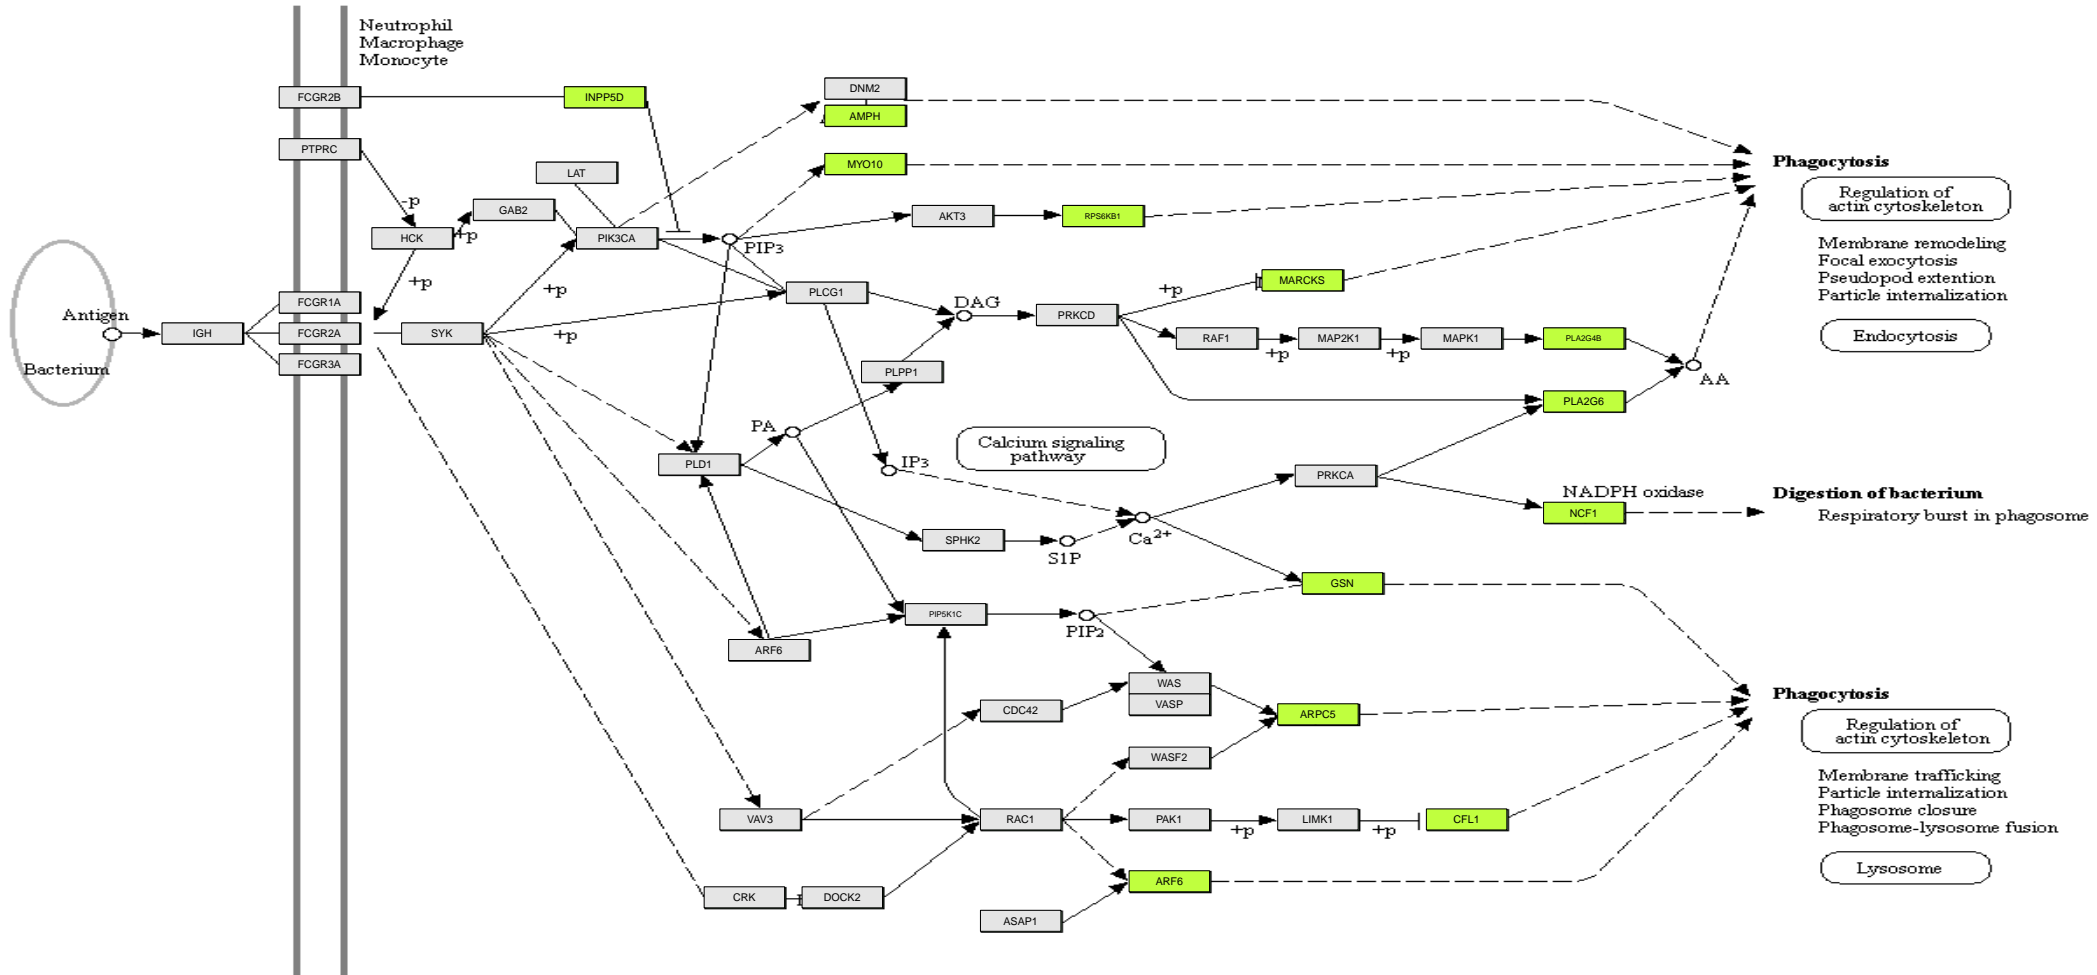 Neutrophil
Macrophage
Monocyte
FCGR2B
INPP5D
DNM2
AMPH
PTPRC
MYO10
Phagocytosis
LAT
-p
GAB2
Regulation of
actin cytoskeleton
AKT3
RPS6KB1
HCK
+p
PIK3CA
PIP3
Membrane remodeling
Focal exocytosis
Pseudopod extention
Particle internalization
+p
+p
PLCG1
+p
MARCKS
FCGR1A
DAG
Antigen
IGH
FCGR2A
SYK
+p
PRKCD
RAF1
+p
MAP2K1
+p
MAPK1
PLA2G4B
Endocytosis
FCGR3A
Bacterium
PLPP1
AA
PLA2G6
PA
Calcium signaling
pathway
PLD1
IP3
PRKCA
NADPH oxidase
NCF1
Digestion of bacterium
Respiratory burst in phagosome
SPHK2
S1P
Ca2+
GSN
PIP5K1C
PIP2
ARF6
WAS
VASP
CDC42
ARPC5
Phagocytosis
Regulation of
actin cytoskeleton
WASF2
Membrane trafficking
Particle internalization
Phagosome closure
Phagosome-lysosome fusion
VAV3
RAC1
PAK1
+p
LIMK1
+p
CFL1
Lysosome
ARF6
CRK
DOCK2
ASAP1